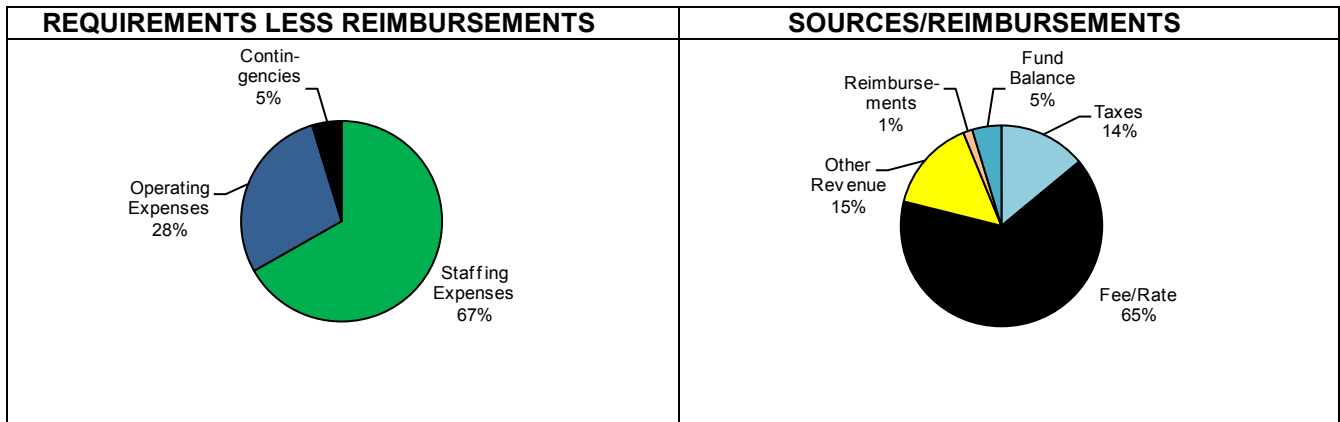 REQUIREMENTS LESS REIMBURSEMENTS
Contin-
gencies
5%
Operating
Expenses
28%
Staffing
Expenses
67%
SOURCES/REIMBURSEMENTS
Fund
Balance
5%
Reimburse-
ments
1%
Taxes
14%
Other
Revenue
15%
Fee/Rate
65%